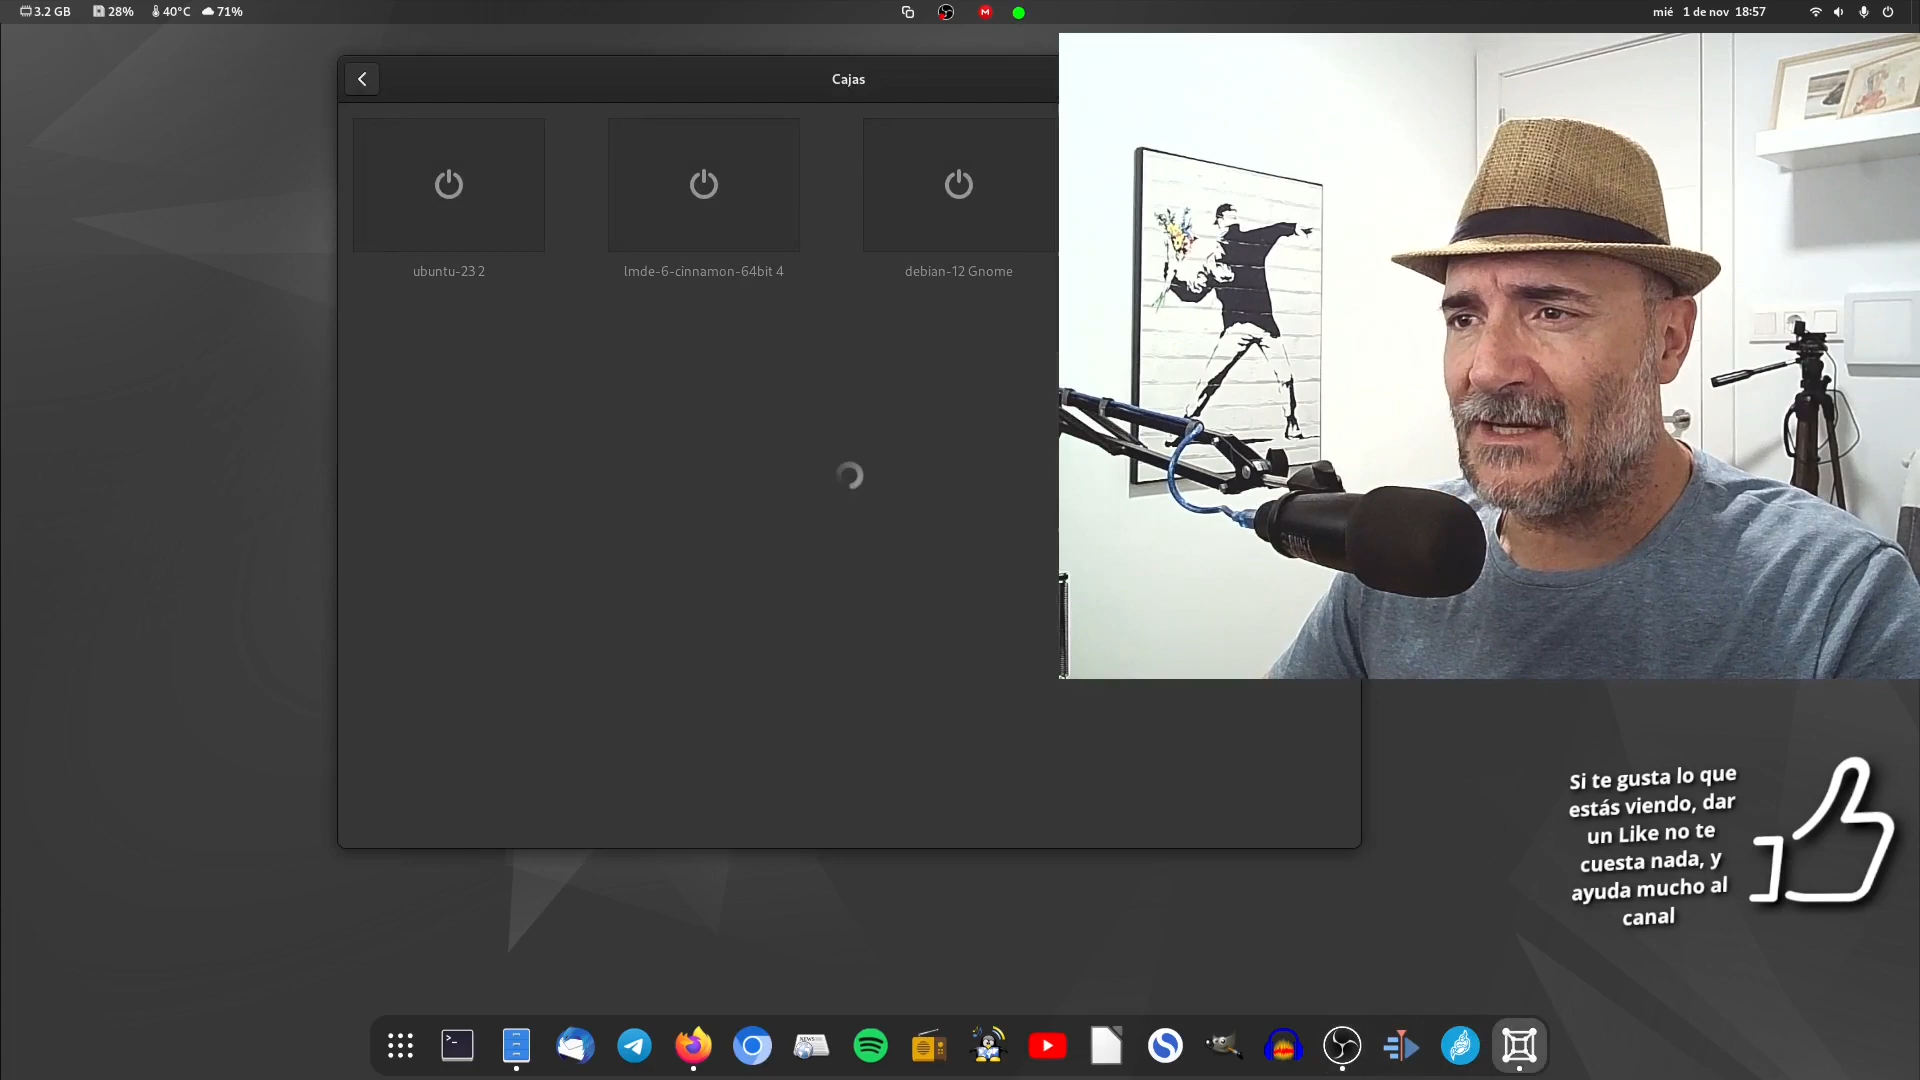 3.2 GB 28% 40°C 71%
mié 1 de nov 18:57
Cajas
ubuntu-23 2
lmde-6-cinnamon-64bit 4
debian-12 Gnome
Si te gusta lo que
estás viendo, dar
un Like no te
cuesta nada, y
ayuda mucho al
canal
NEWS